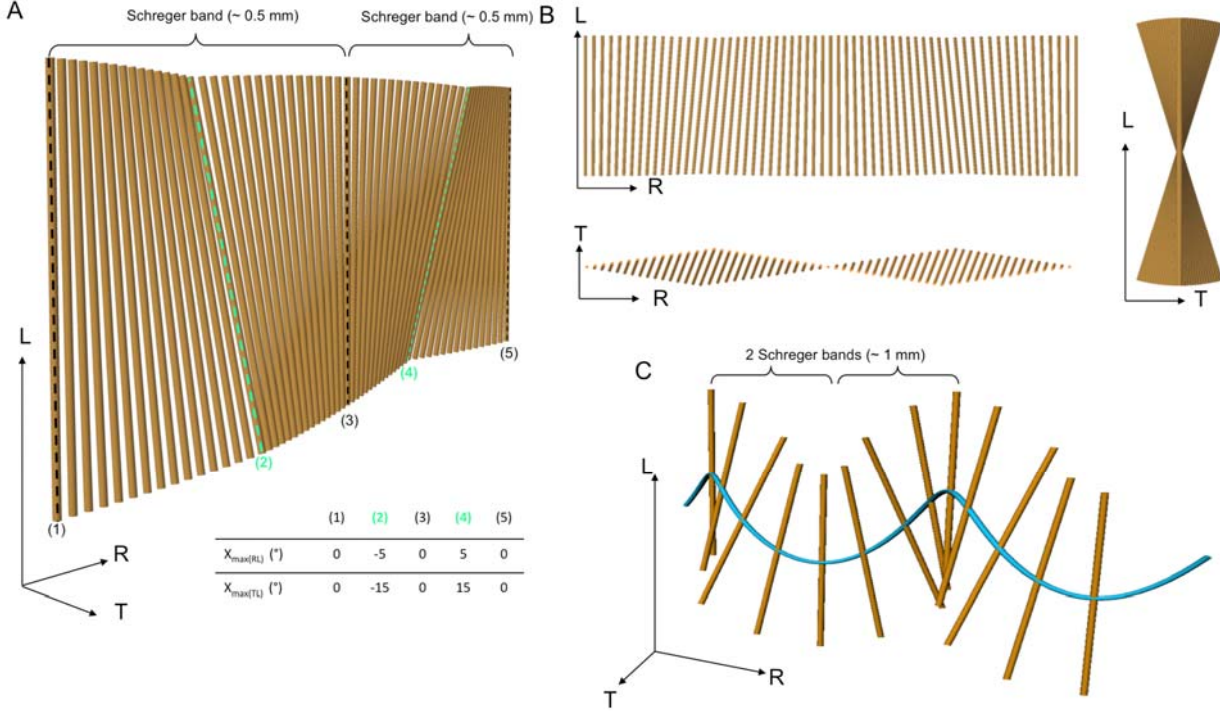 A
Schreger band (~ 0.5 mm)
Schreger band (~ 0.5 mm)
L
R
T
(1)
(2)
(3)
(4)
(5)
(1) (2) (3) (4) (5)
Xmax(RL) (°) 0 -5 0 5 0
Xmax(TL) (°) 0 -15 0 15 0
B
L
R
T
R
L
T
C
2 Schreger bands (~ 1 mm)
L
T
R